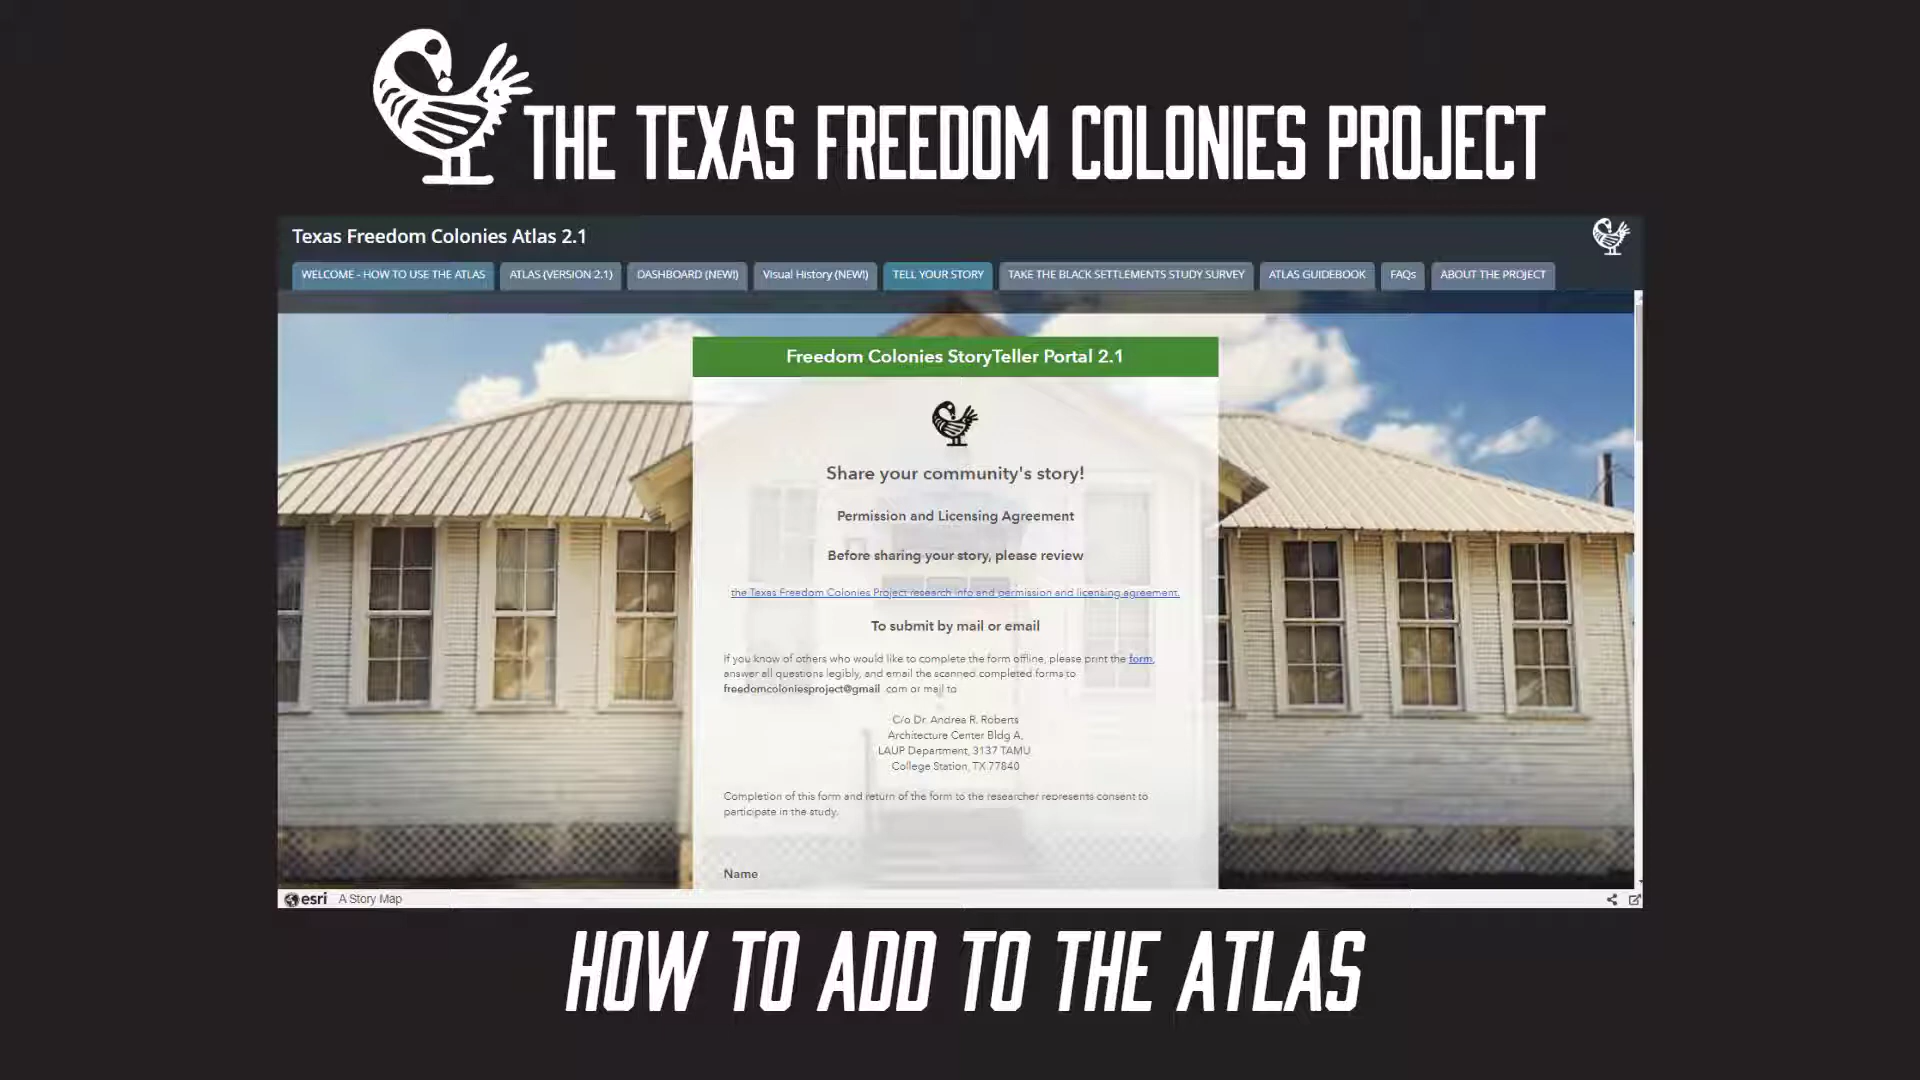 THE TEXAS FREEDOM COLONIES PROJECT
Texas Freedom Colonies Atlas 2.1
WELCOME - HOW TO USE THE ATLAS
ATLAS (VERSION 2.1)
DASHBOARD (NEW!)
Visual History (NEW!)
TELL YOUR STORY
TAKE THE BLACK SETTLEMENTS STUDY SURVEY
ATLAS GUIDEBOOK
FAQs
ABOUT THE PROJECT
Freedom Colonies StoryTeller Portal 2.1
Share your community's story!
Permission and Licensing Agreement
Before sharing your story, please review
the Texas Freedom Colonies Project research info and permission and licensing agreement.
To submit by mail or email
If you know of others who would like to complete the form offline, please print the form,
answer all questions legibly, and email the scanned completed forms to
freedomcoloniesproject@gmail .com or mail to
C/o Dr. Andrea R. Roberts
Architecture Center Bldg A,
LAUP Department, 3137 TAMU
College Station, TX 77840
Completion of this form and return of the form to the researcher represents consent to
participate in the study.
Name
esri A Story Map
HOW TO ADD TO THE ATLAS